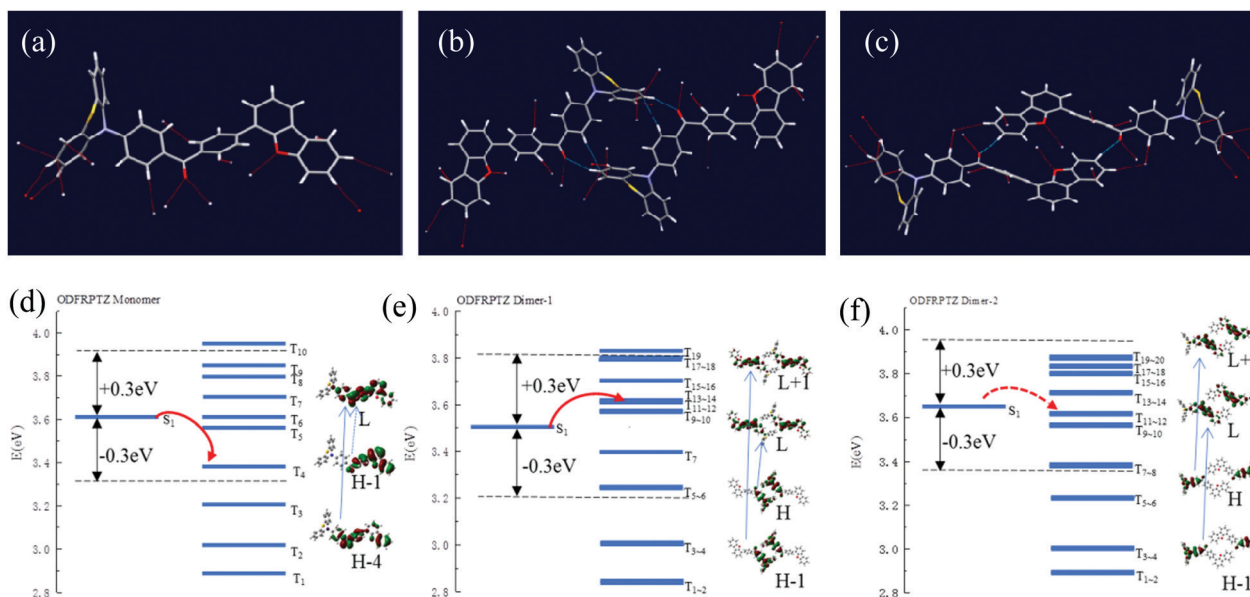 (a)
(b)
(c)
(d)
ODFRPTZ Monomer
E(eV)
4.0
3.8
3.6
3.4
3.2
3.0
2.8
+0.3eV
-0.3eV
S1
T10
T9
T8
T7
T6
T5
T4
T3
T2
T1
L
H-1
H-4
(e)
ODFRPTZ Dimer-1
E(eV)
4.0
3.8
3.6
3.4
3.2
3.0
2.8
+0.3eV
-0.3eV
S1
T19
T17~18
T15~16
T13~14
T11~12
T9~10
T7
T5~6
T3~4
T1~2
L+1
L
H
H-1
(f)
ODFRPTZ Dimer-2
E(eV)
4.0
3.8
3.6
3.4
3.2
3.0
2.8
+0.3eV
-0.3eV
S1
T19~20
T17~18
T15~16
T13~14
T11~12
T9~10
T7~8
T5~6
T3~4
T1~2
L+1
L
H
H-1